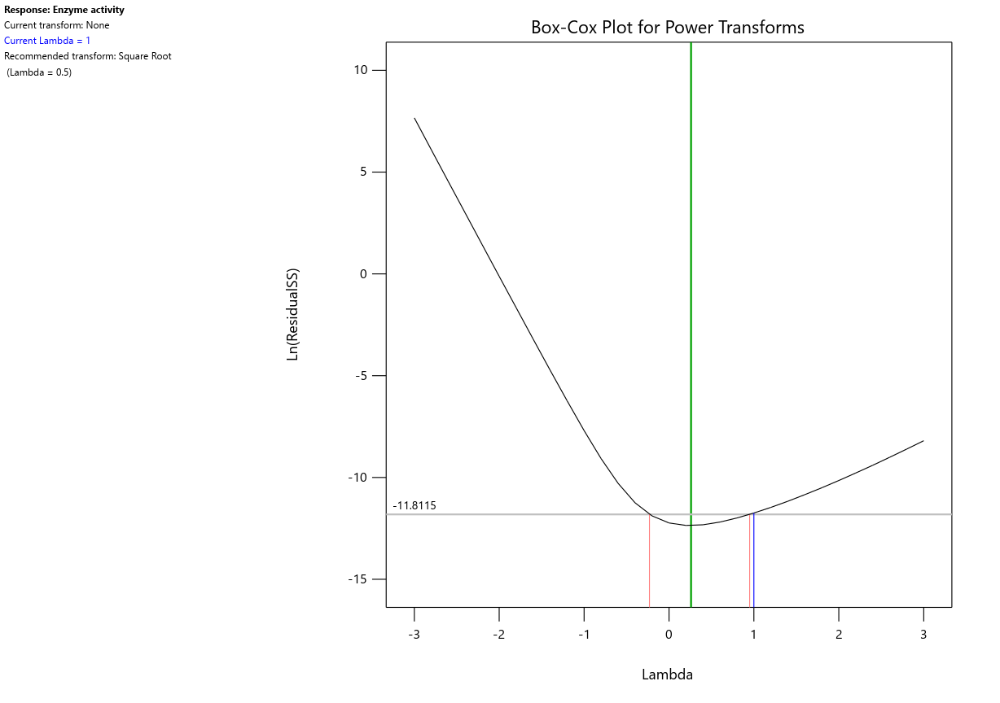 Response: Enzyme activity
Current transform: None
Current Lambda = 1
Recommended transform: Square Root
(Lambda = 0.5)
Box-Cox Plot for Power Transforms
Ln(ResidualSS)
10
5
0
-5
-10
-15
-11.8115
-3
-2
-1
0
1
2
3
Lambda